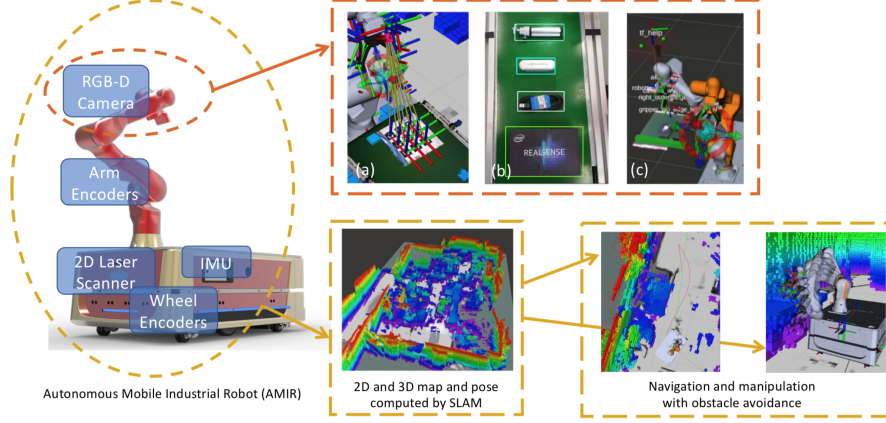 RGB-D
Camera
Arm
Encoders
2D Laser
Scanner
IMU
Wheel
Encoders
Autonomous Mobile Industrial Robot (AMIR)
(a)
(b)
intel
REALSENSE
(c)
tf_help
2D and 3D map and pose
computed by SLAM
Navigation and manipulation
with obstacle avoidance